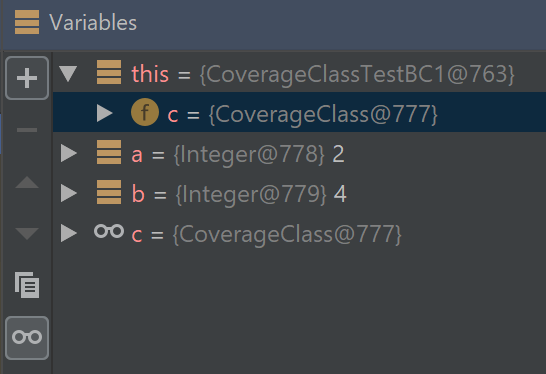 Variables
this = {CoverageClassTestBC1@763}
f c = {CoverageClass@777}
a = {Integer@778} 2
b = {Integer@779} 4
c = {CoverageClass@777}